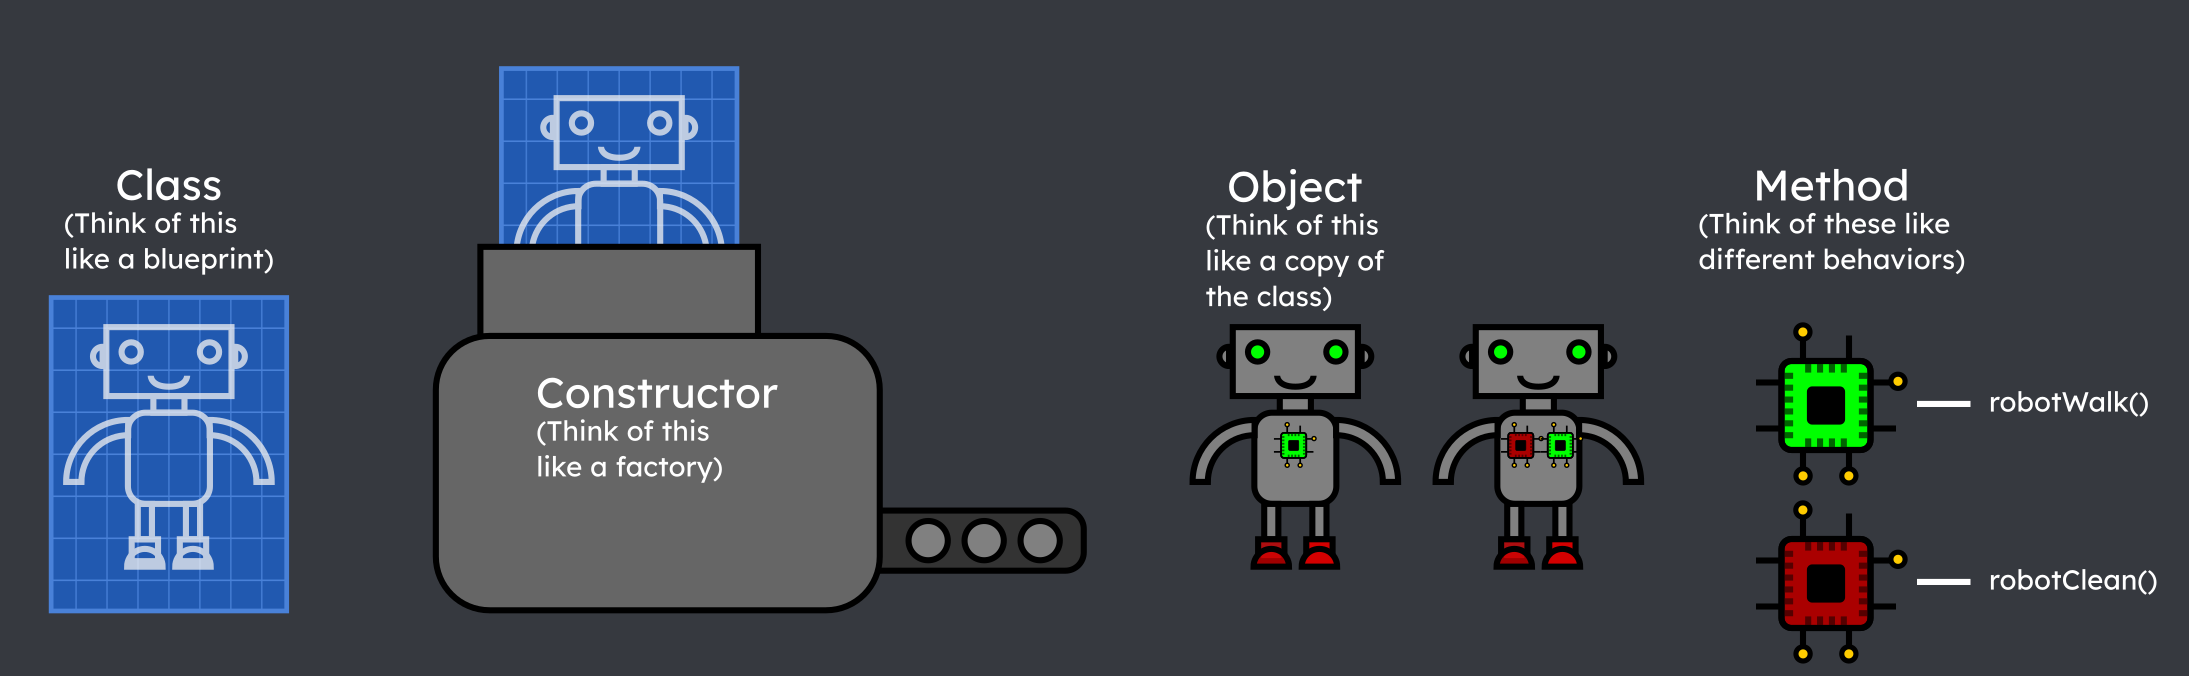 Class
(Think of this
like a blueprint)
Constructor
(Think of this
like a factory)
Object
(Think of this
like a copy of
the class)
Method
(Think of these like
different behaviors)
robotWalk()
robotClean()